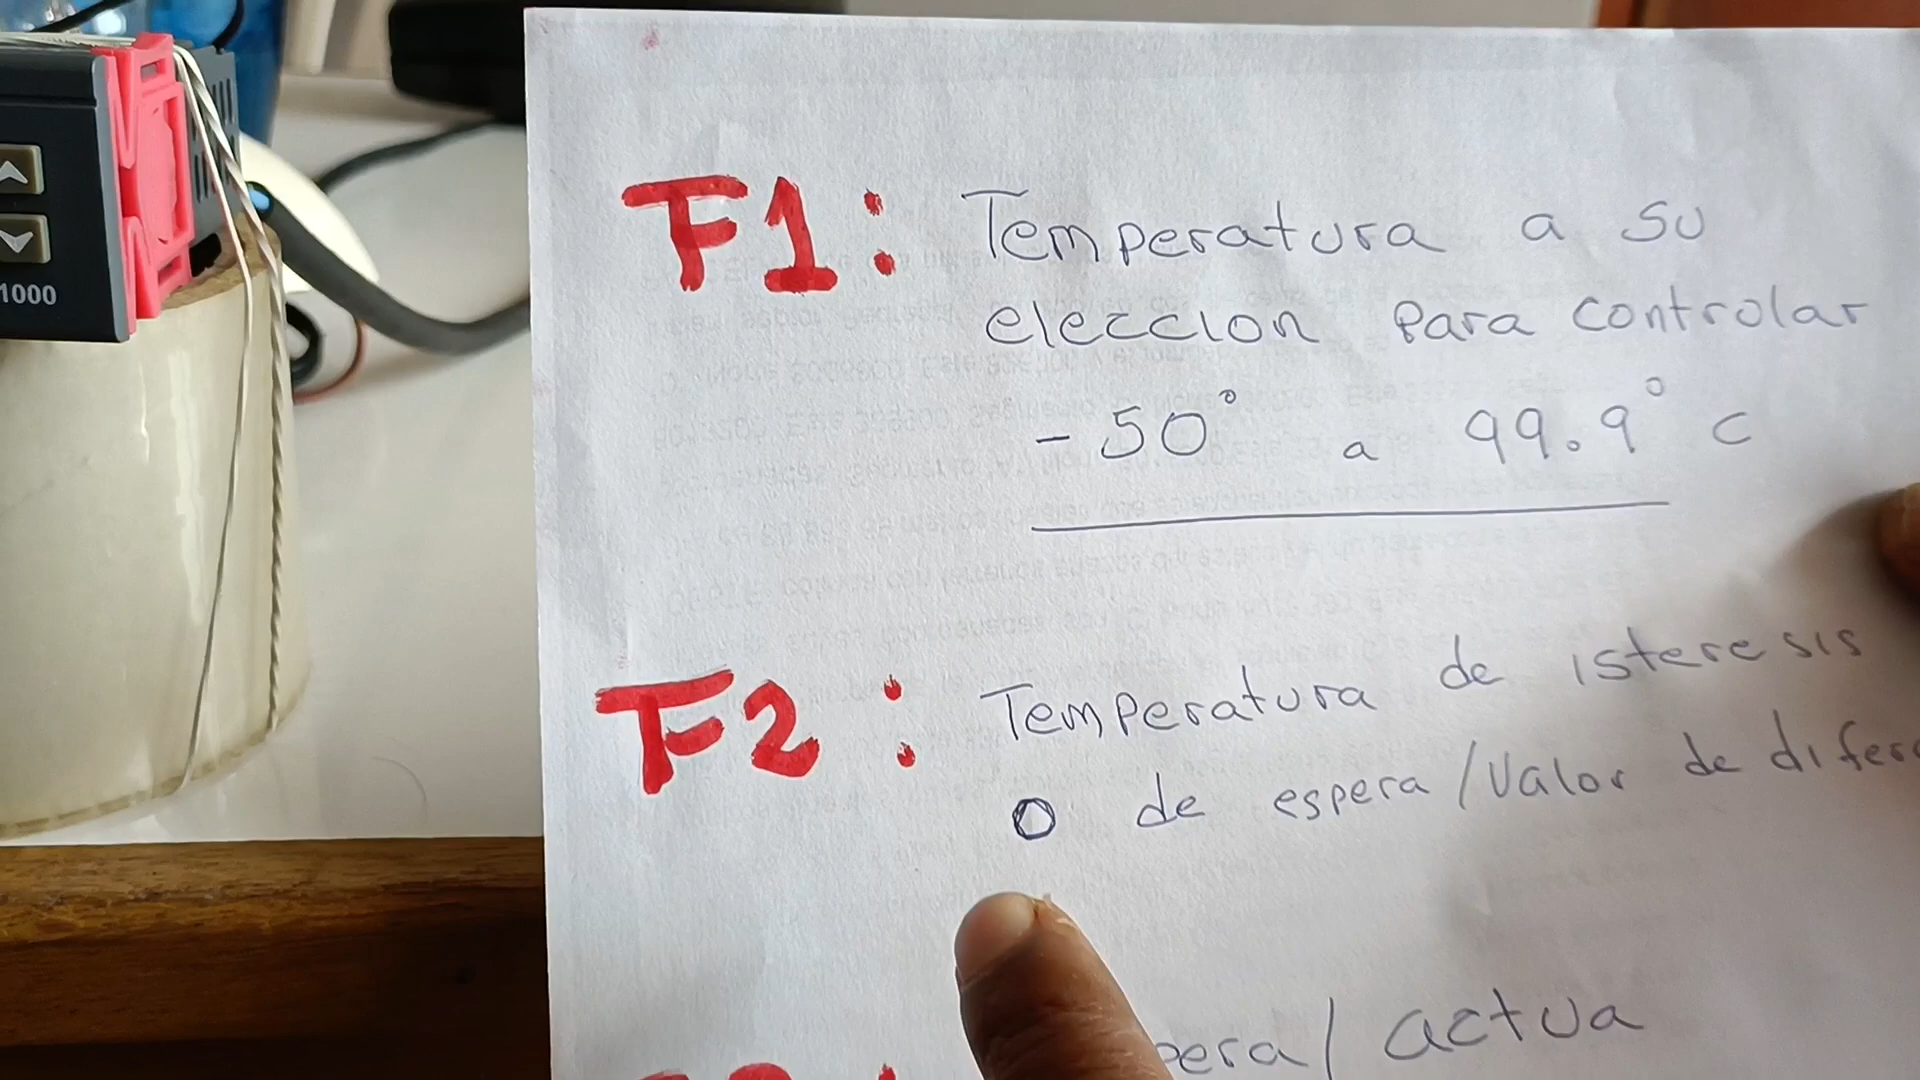 1000
F1: Temperatura a su
eleccion para controlar
-50° a 99.9° c
F2: Temperatura de isteresis
o de espera/Valor de difer
pera/ actua